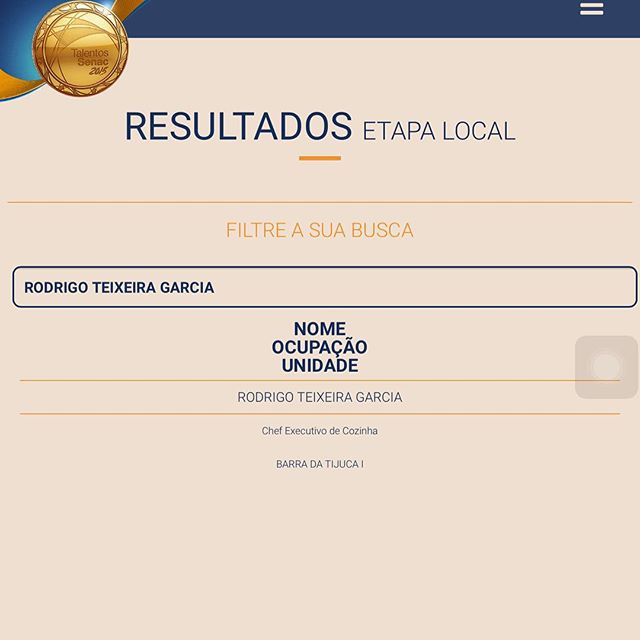 Talentos
Senac
2015
RESULTADOS ETAPA LOCAL
FILTRE A SUA BUSCA
RODRIGO TEIXEIRA GARCIA
NOME
OCUPAÇÃO
UNIDADE
RODRIGO TEIXEIRA GARCIA
Chef Executivo de Cozinha
BARRA DA TIJUCA I